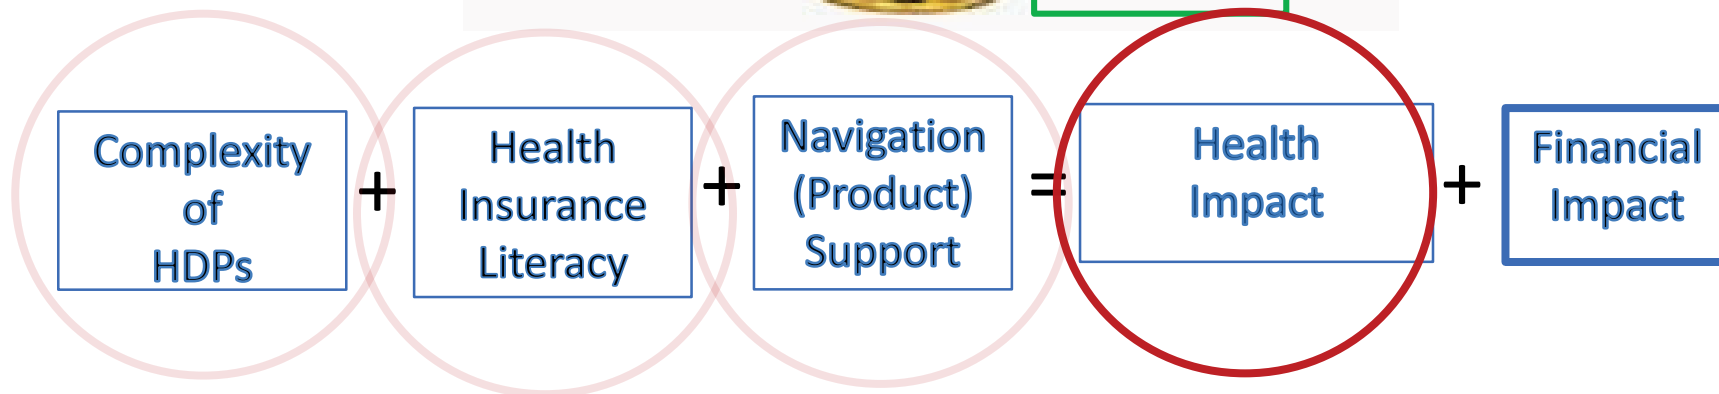 Complexity
of
HDPs
+
Health
Insurance
Literacy
+
Navigation
(Product)
Support
=
Health
Impact
+
Financial
Impact